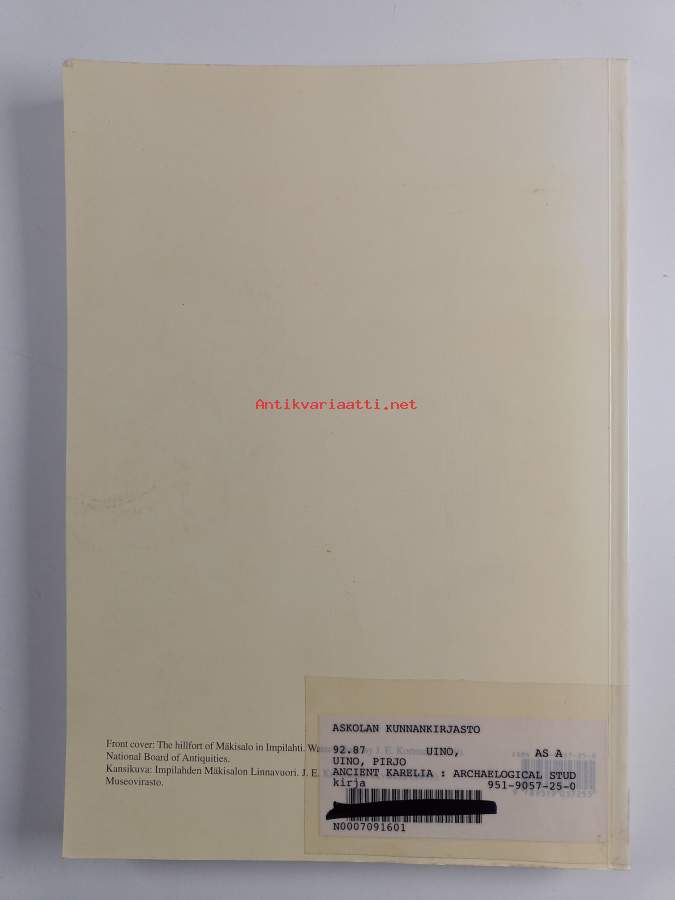 Antikvariaatti.net
Front cover: The hillfort of Mäkisalo in Impilahti.
National Board of Antiquities.
Kansikuva: Impilahden Mäkisalon Linnavuori. J. E.
Museovirasto.
ASKOLAN KUNNANKIRJASTO
92.87 UINO, AS A
UINO, PIRJO
ANCIENT KARELIA : ARCHAELOGICAL STUD
kirja 951-9057-25-0
N0007091601